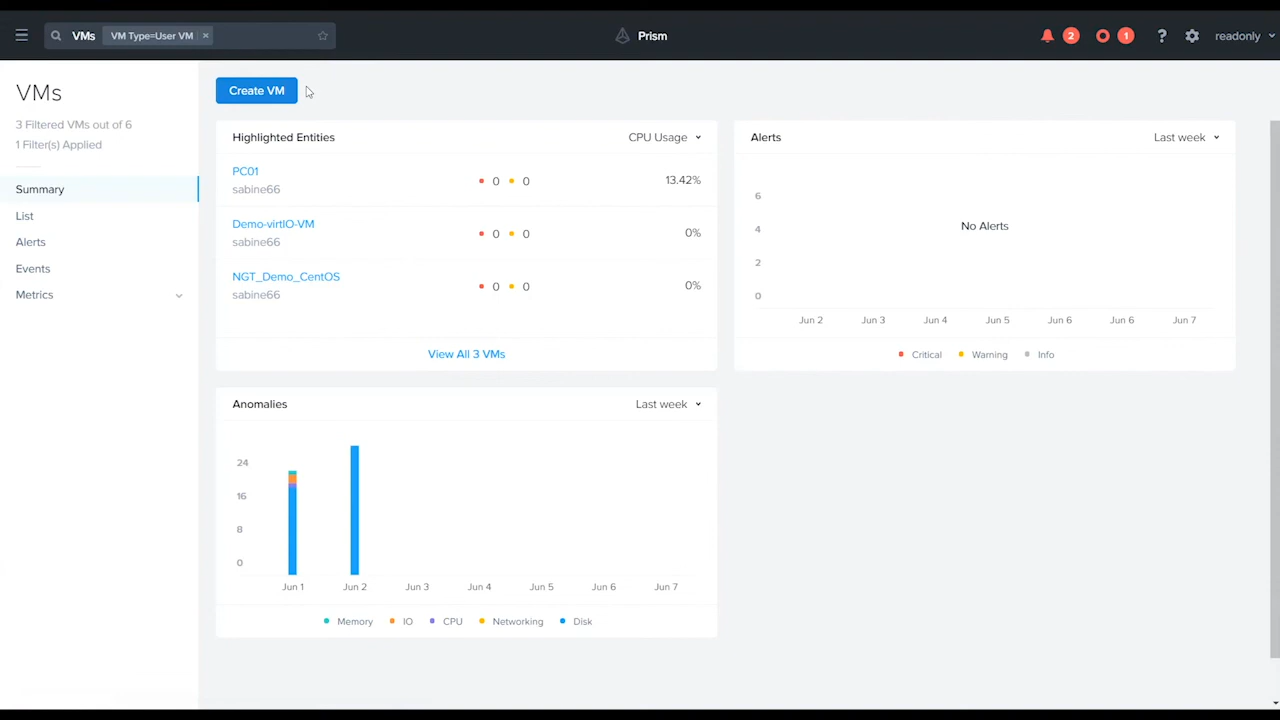 VMs VM Type=User VM × Prism 2 1 ? readonly
VMs
3 Filtered VMs out of 6
1 Filter(s) Applied
Summary
List
Alerts
Events
Metrics
Create VM
Highlighted Entities CPU Usage
PC01
sabine66
0 0 13.42%
Demo-virtIO-VM
sabine66
0 0 0%
NGT_Demo_CentOS
sabine66
0 0 0%
View All 3 VMs
Alerts Last week
6
4
2
0
No Alerts
Jun 2 Jun 3 Jun 4 Jun 5 Jun 6 Jun 6 Jun 7
Critical Warning Info
Anomalies Last week
24
16
8
0
Jun 1 Jun 2 Jun 3 Jun 4 Jun 5 Jun 6 Jun 7
Memory IO CPU Networking Disk